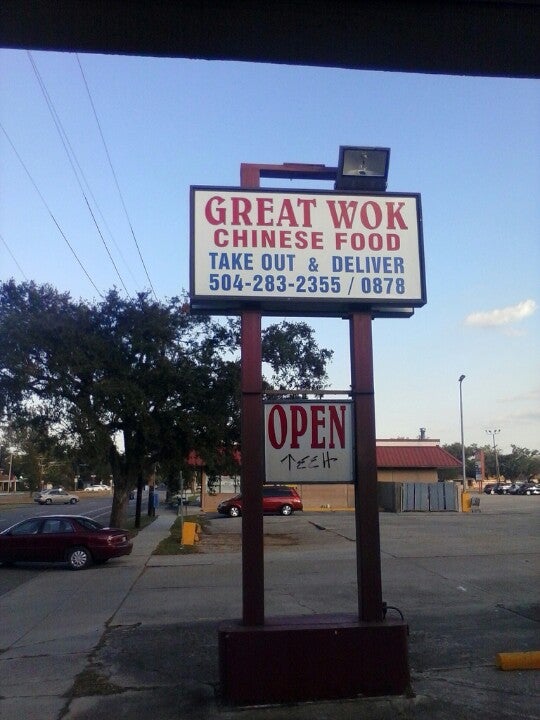 GREAT WOK
CHINESE FOOD
TAKE OUT & DELIVER
504-283-2355 / 0878
OPEN